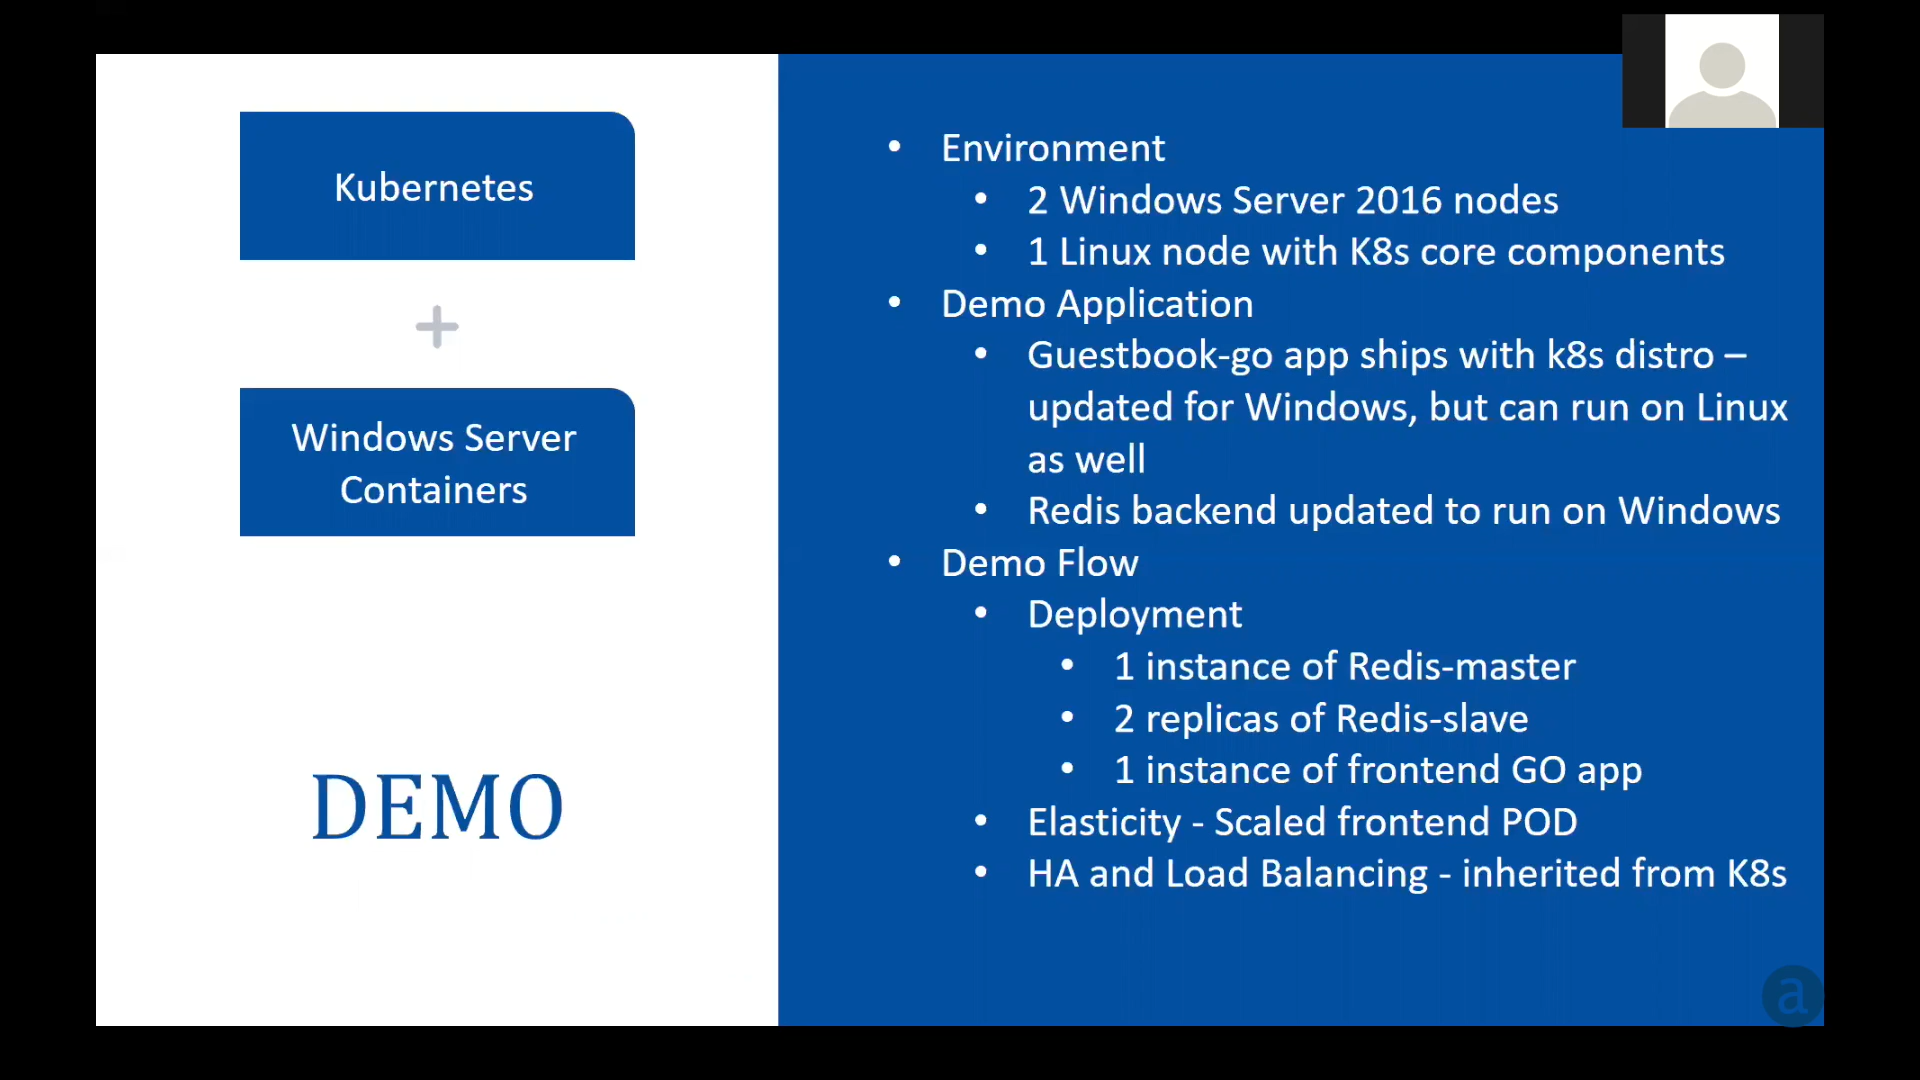 Kubernetes
+
Windows Server
Containers
DEMO
• Environment
• 2 Windows Server 2016 nodes
• 1 Linux node with K8s core components
• Demo Application
• Guestbook-go app ships with k8s distro –
updated for Windows, but can run on Linux
as well
• Redis backend updated to run on Windows
• Demo Flow
• Deployment
• 1 instance of Redis-master
• 2 replicas of Redis-slave
• 1 instance of frontend GO app
• Elasticity - Scaled frontend POD
• HA and Load Balancing - inherited from K8s
a